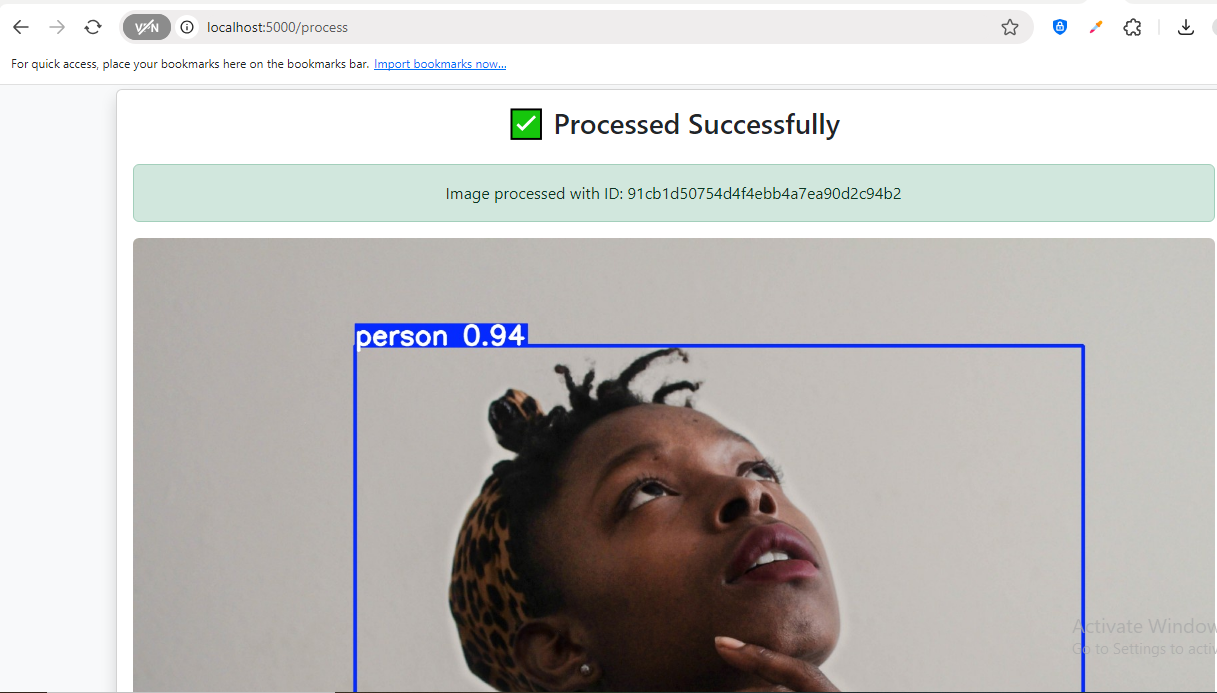 VPN
localhost:5000/process
For quick access, place your bookmarks here on the bookmarks bar. Import bookmarks now...
✅ Processed Successfully
Image processed with ID: 91cb1d50754d4f4ebb4a7ea90d2c94b2
person 0.94
Activate Window
Go to Settings to activ